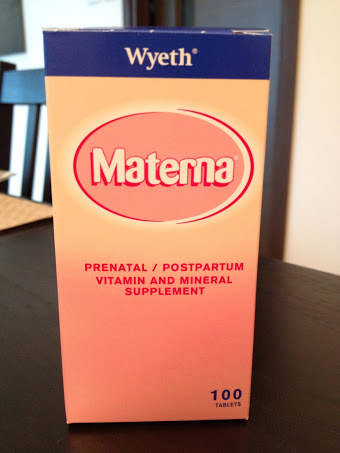 Wyeth®
Materna®
PRENATAL / POSTPARTUM
VITAMIN AND MINERAL
SUPPLEMENT
100
TABLETS